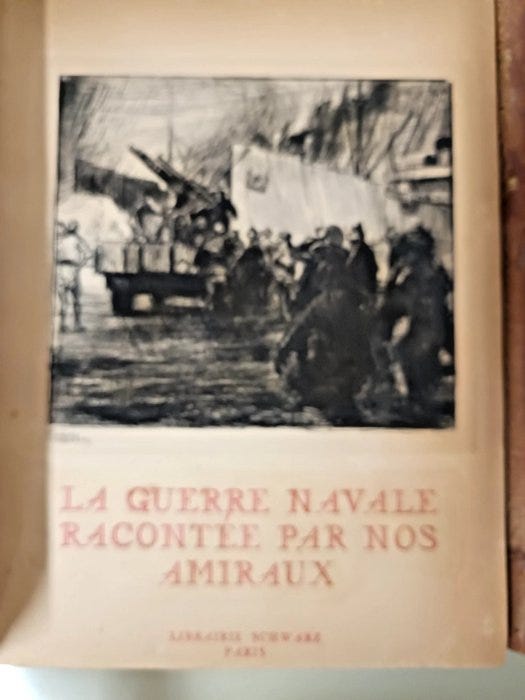 LA GUERRE NAVALE
RACONTÉE PAR NOS
AMIRAUX
LIBRAIRIE SCHWARZ
PARIS